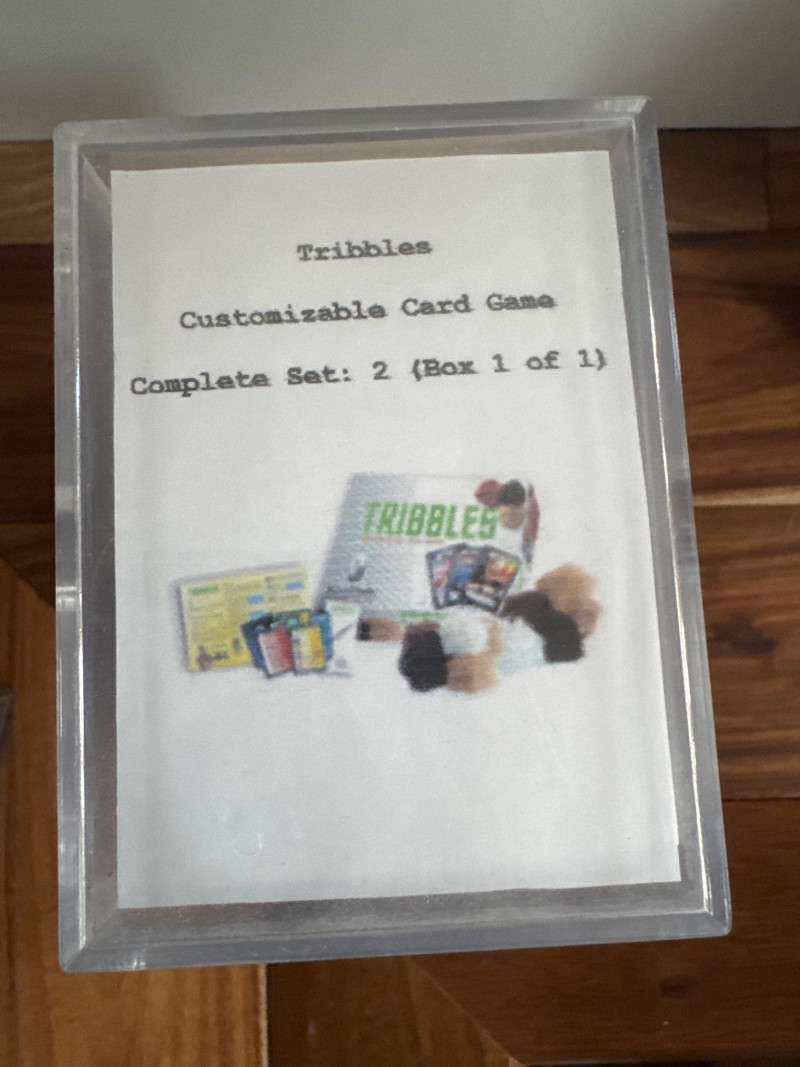 Tribbles
Customizable Card Game
Complete Set: 2 (Box 1 of 1)
TRIBBLES